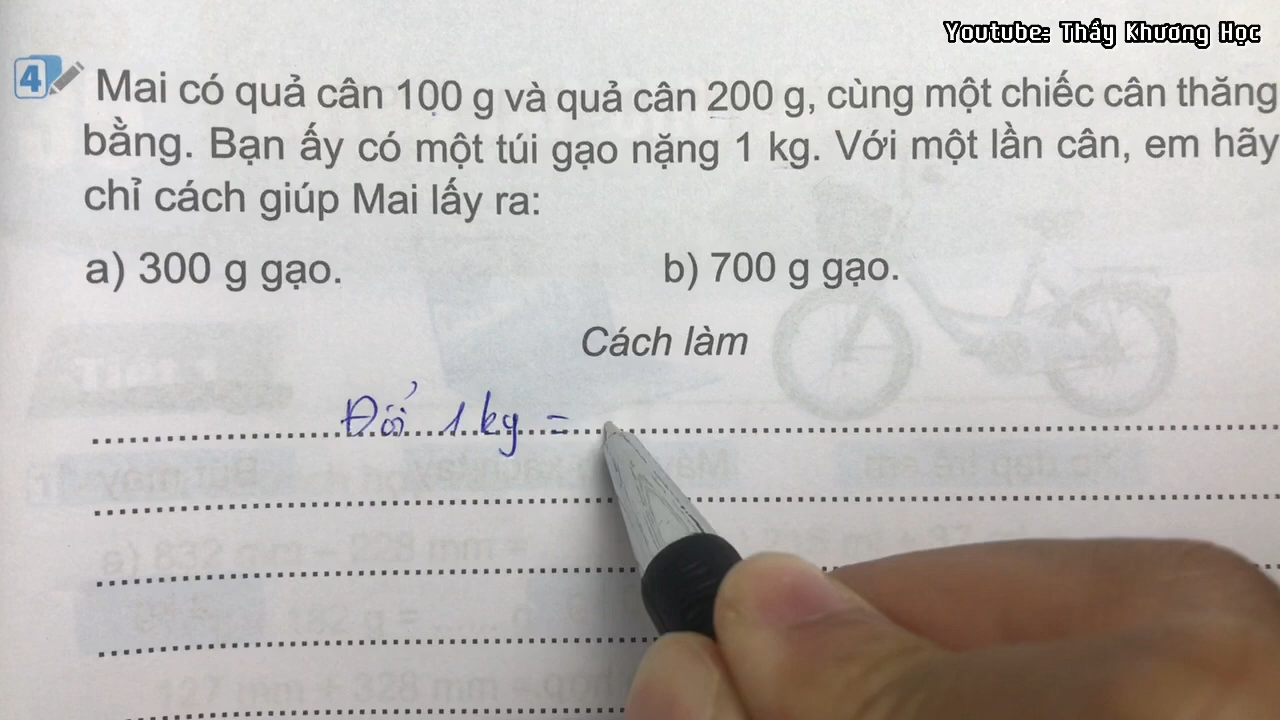 Youtube: Thầy Khương Học
4 Mai có quả cân 100 g và quả cân 200 g, cùng một chiếc cân thăng
bằng. Bạn ấy có một túi gạo nặng 1 kg. Với một lần cân, em hãy
chỉ cách giúp Mai lấy ra:
a) 300 g gạo. b) 700 g gạo.
Cách làm
Đổi 1 kg =